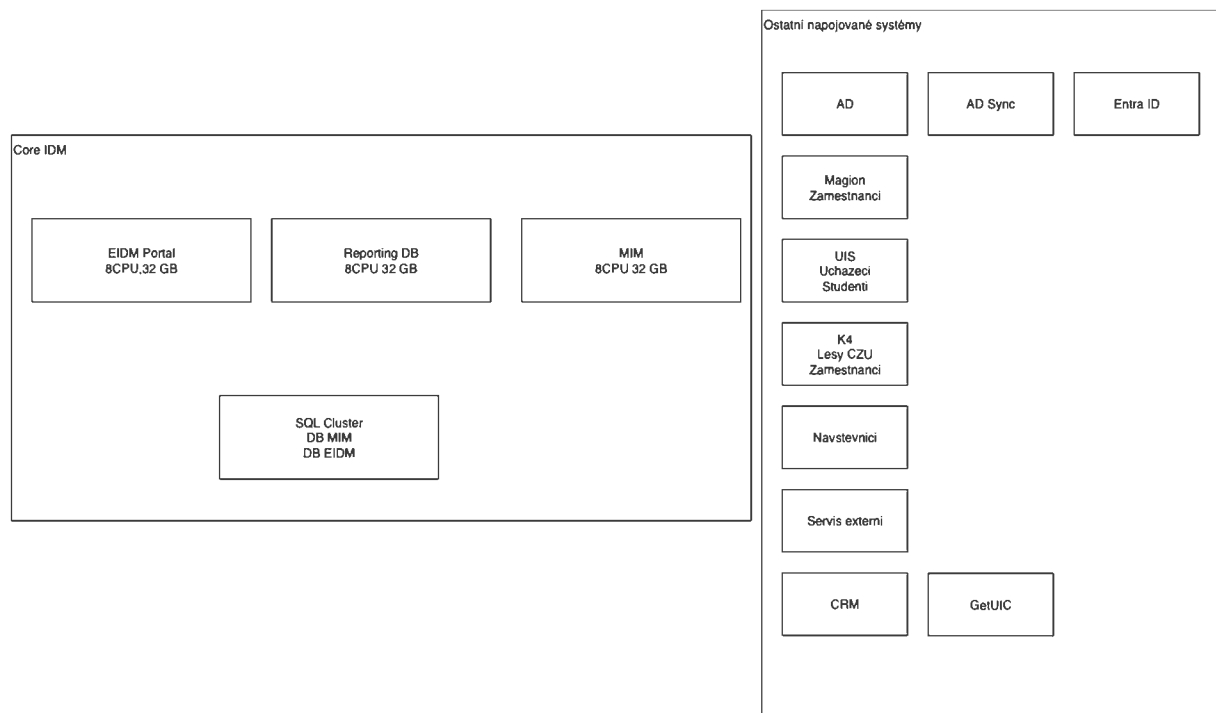 Ostatní napojované systémy
AD
AD Sync
Entra ID
Core IDM
Magion
Zamestnanci
EIDM Portal
8CPU,32 GB
Reporting DB
8CPU 32 GB
MIM
8CPU 32 GB
UIS
Uchazeci
Studenti
K4
Lesy CZU
Zamestnanci
SQL Cluster
DB MIM
DB EIDM
Navstevnici
Servis externi
CRM
GetUIC